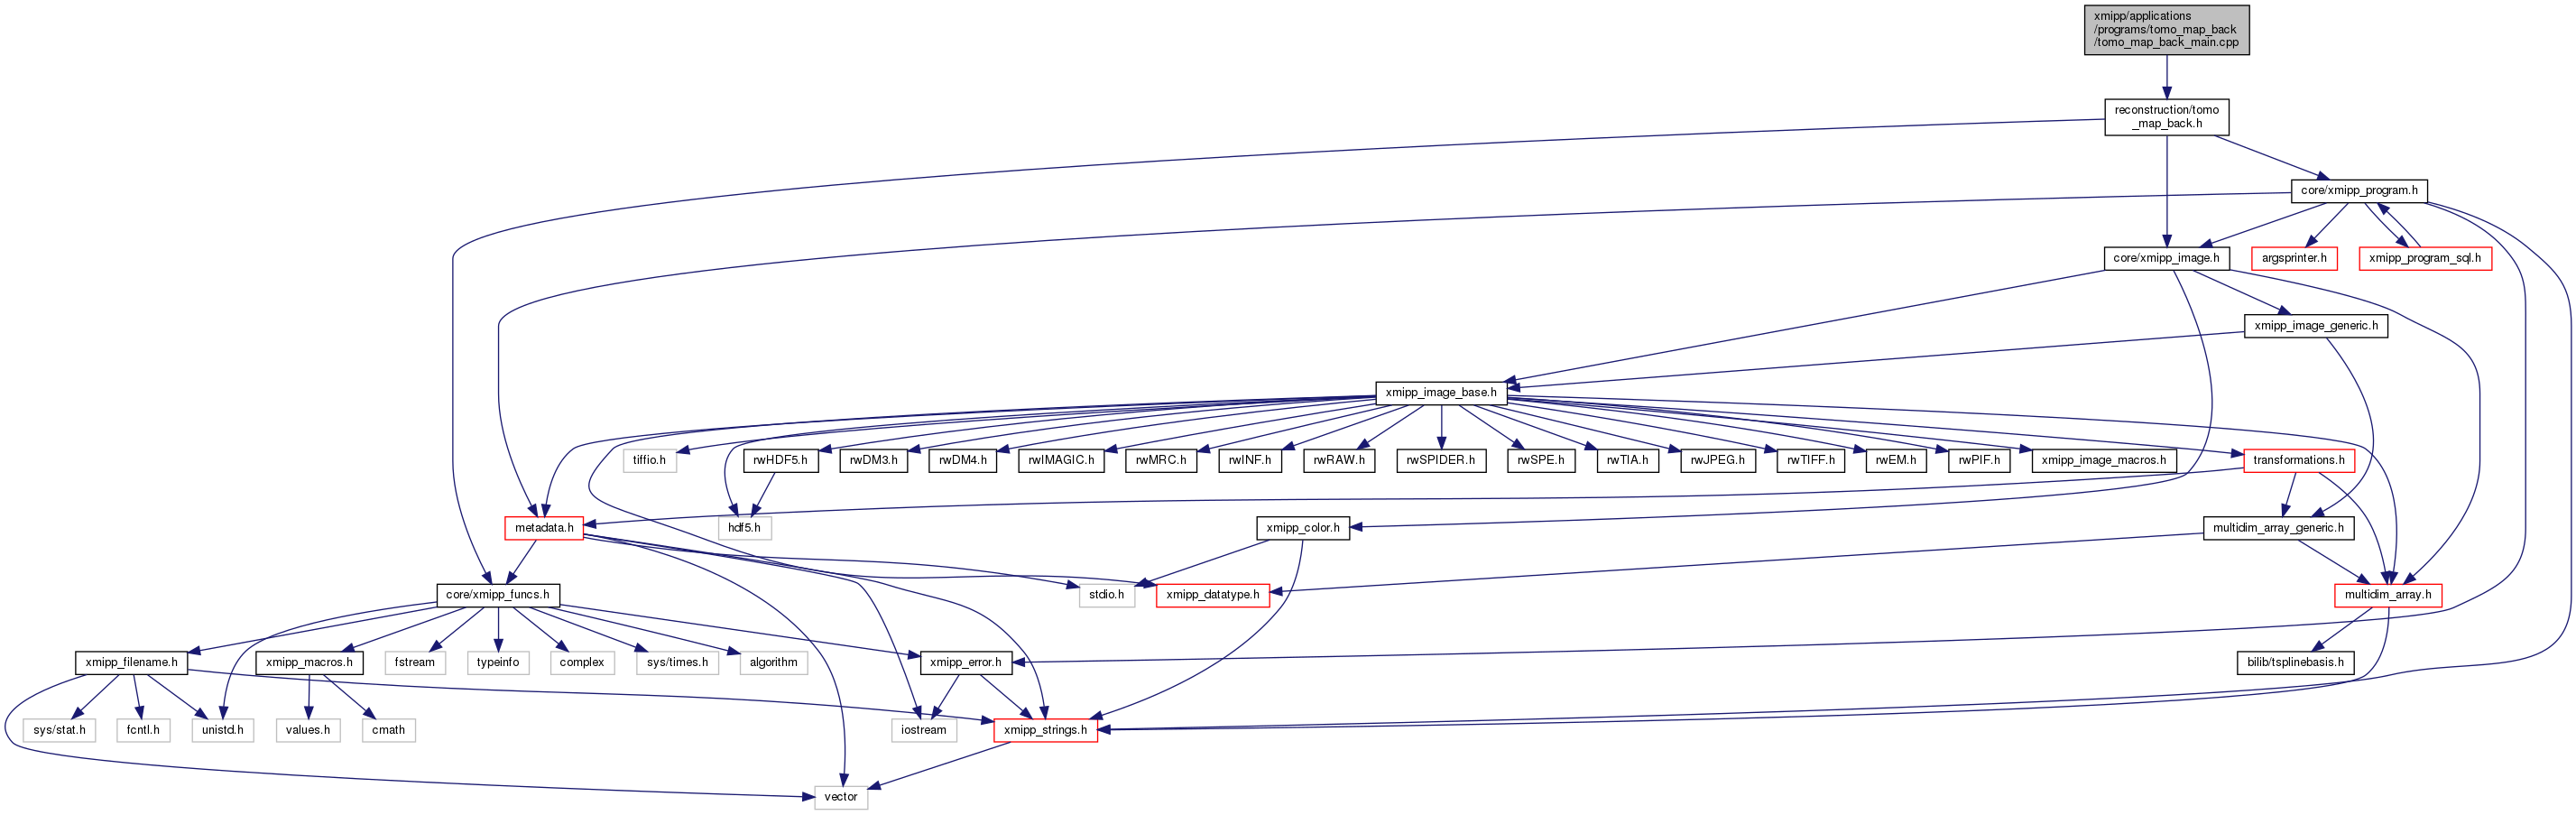 xmipp/applications
/programs/tomo_map_back
/tomo_map_back_main.cpp
reconstruction/tomo
_map_back.h
core/xmipp_program.h
core/xmipp_image.h
argsprinter.h
xmipp_program_sql.h
xmipp_image_generic.h
xmipp_image_base.h
tiffio.h
rwHDF5.h
rwDM3.h
rwDM4.h
rwIMAGIC.h
rwMRC.h
rwINF.h
rwRAW.h
rwSPIDER.h
rwSPE.h
rwTIA.h
rwJPEG.h
rwTIFF.h
rwEM.h
rwPIF.h
xmipp_image_macros.h
transformations.h
metadata.h
hdf5.h
xmipp_color.h
multidim_array_generic.h
core/xmipp_funcs.h
stdio.h
xmipp_datatype.h
multidim_array.h
xmipp_filename.h
xmipp_macros.h
fstream
typeinfo
complex
sys/times.h
algorithm
xmipp_error.h
bilib/tsplinebasis.h
sys/stat.h
fcntl.h
unistd.h
values.h
cmath
iostream
xmipp_strings.h
vector